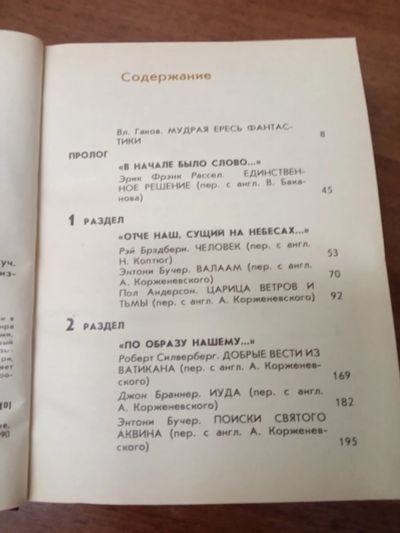 Содержание
Вл. Гаков. МУДРАЯ ЕРЕСЬ ФАНТАС-
ТИКИ 8
ПРОЛОГ
«В НАЧАЛЕ БЫЛО СЛОВО...»
Эрик Фрэнк Рассел. ЕДИНСТВЕН-
НОЕ РЕШЕНИЕ (пер. с англ. В. Бака-
нова) 45
1 РАЗДЕЛ
«ОТЧЕ НАШ, СУЩИЙ НА НЕБЕСАХ...»
Рэй Брэдбери. ЧЕЛОВЕК (пер. с англ.
Н. Коптюг) 53
Энтони Бучер. ВАЛААМ (пер. с англ.
А. Корженевского) 70
Пол Андерсон. ЦАРИЦА ВЕТРОВ И
ТЬМЫ (пер. с англ. А. Корженевского) 92
2 РАЗДЕЛ
«ПО ОБРАЗУ НАШЕМУ...»
Роберт Силверберг. ДОБРЫЕ ВЕСТИ ИЗ
ВАТИКАНА (пер. с англ. А. Корженев-
ского) 169
Джон Браннер. ИУДА (пер. с англ.
А. Корженевского) 182
Энтони Бучер. ПОИСКИ СВЯТОГО
АКВИНА (пер. с англ. А. Корженев-
ского) 195